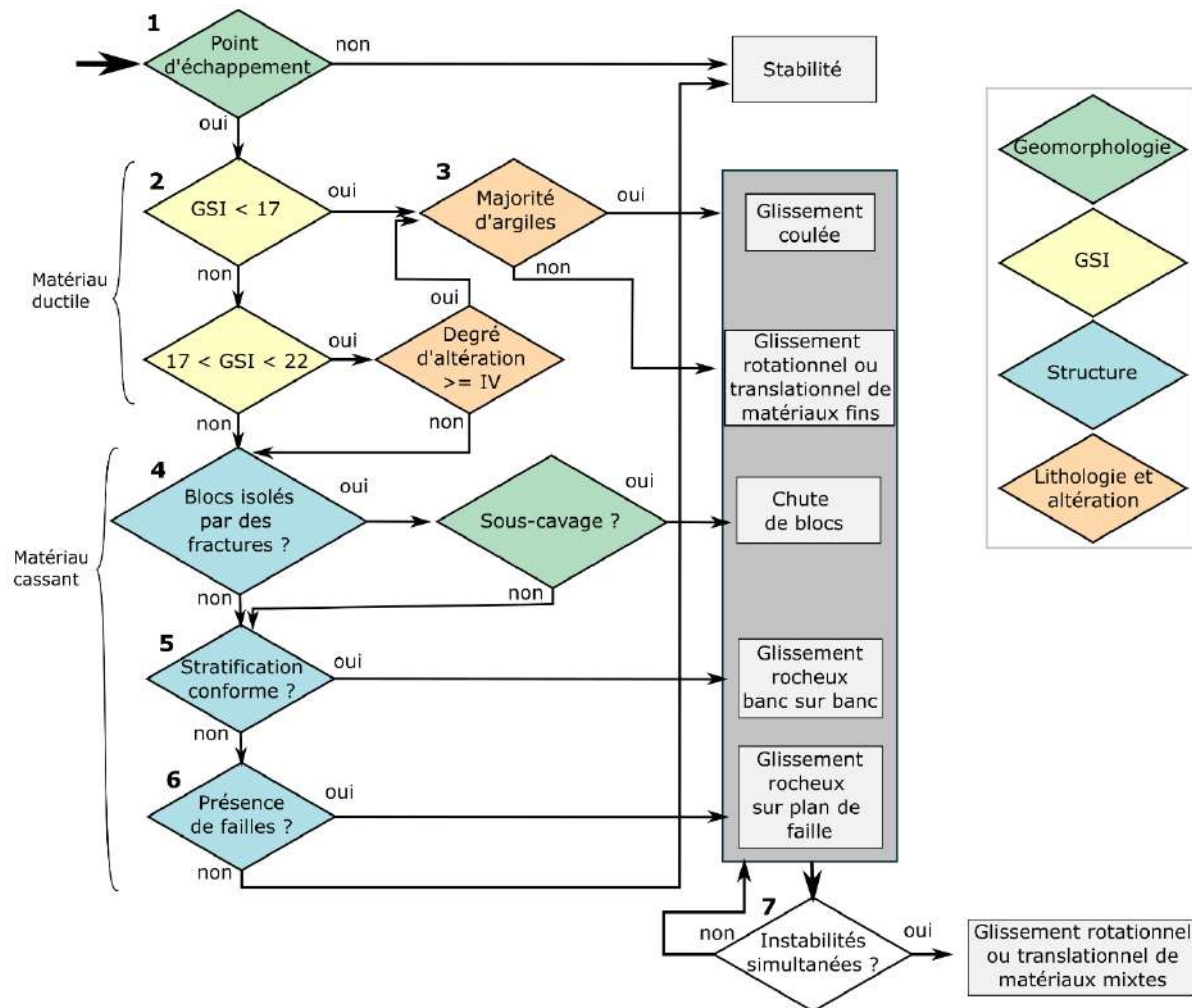 1
Point
d'échappement
non
Stabilité
oui
Geomorphologie
2
GSI < 17
oui
3
Majorité
d'argiles
oui
Glissement
coulée
non
non
Matériau
ductile
GSI
17 < GSI < 22
oui
oui
Degré
d'altération
>= IV
Glissement
rotationnel ou
translationnel de
matériaux fins
Structure
non
non
4
Blocs isolés
par des
fractures ?
oui
Sous-cavage ?
oui
Chute
de blocs
Lithologie et
altération
Matériau
cassant
non
non
5
Stratification
conforme ?
oui
Glissement
rocheux
banc sur banc
non
6
Présence
de failles ?
oui
Glissement
rocheux
sur plan de
faille
non
7
non
Instabilités
simultanées ?
oui
Glissement rotationnel
ou translationnel de
matériaux mixtes